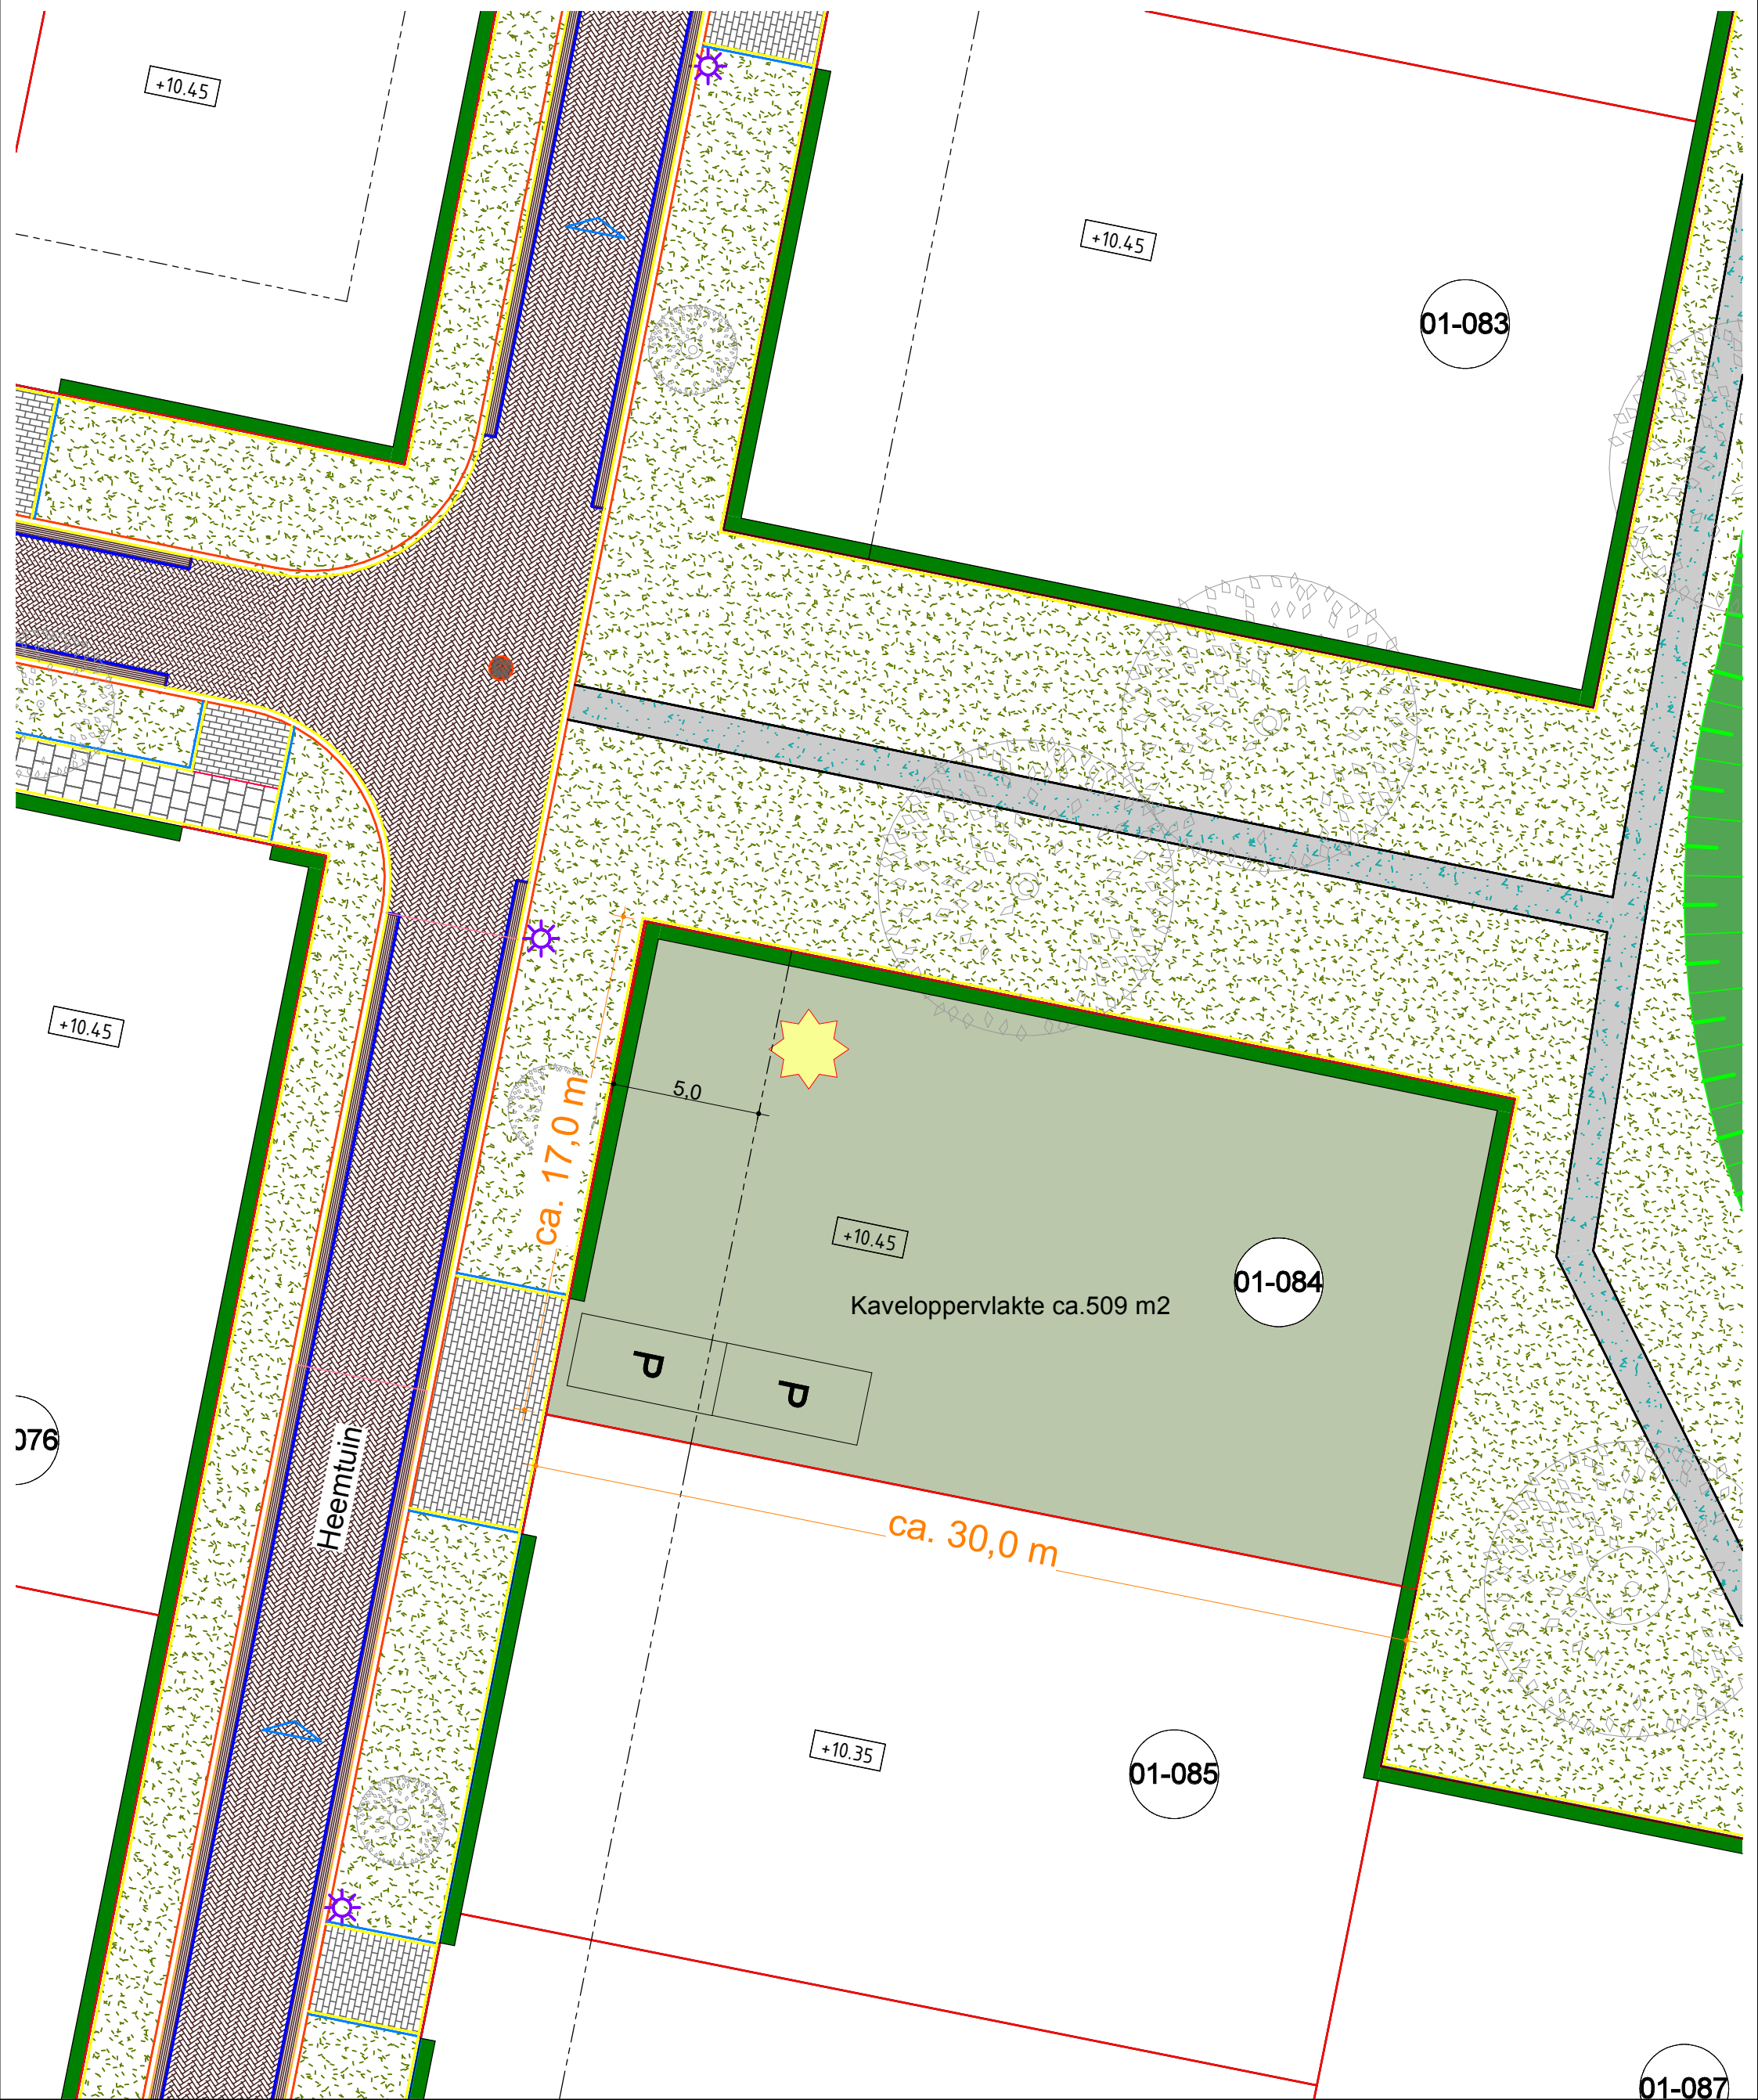 +10.45
+10.45
01-083
+10.45
5,0
ca. 17,0 m
+10.45
01-084
Kaveloppervlakte ca.509 m2
P
P
076
Heemtuin
ca. 30,0 m
+10.35
01-085
01-087